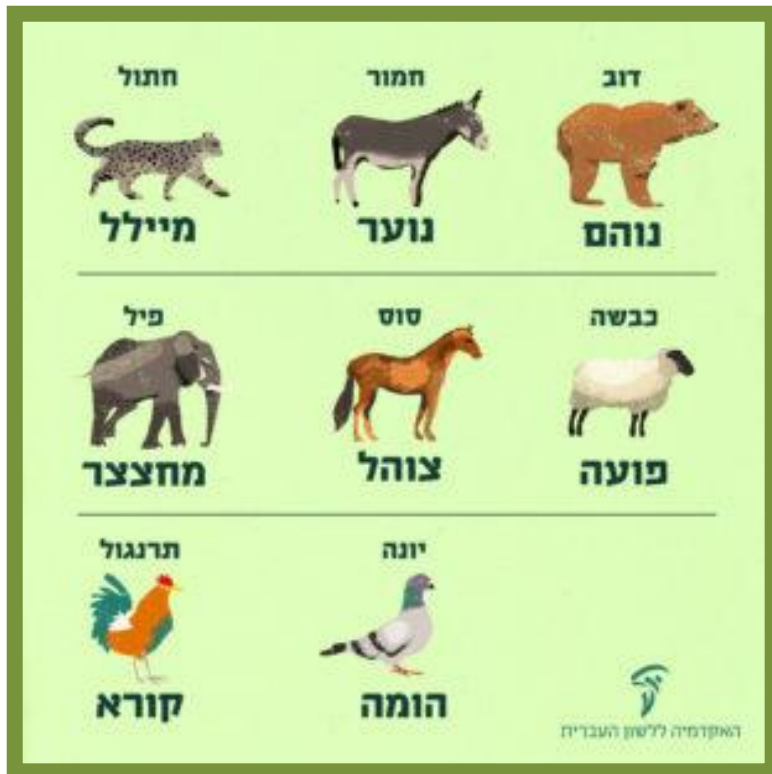 דוב
חמור
חתול
נוהם
נוער
מיילל
כבשה
סוס
פיל
פועה
צוהל
מחצצר
יונה
תרנגול
הומה
קורא
האקדמיה ללשון העברית